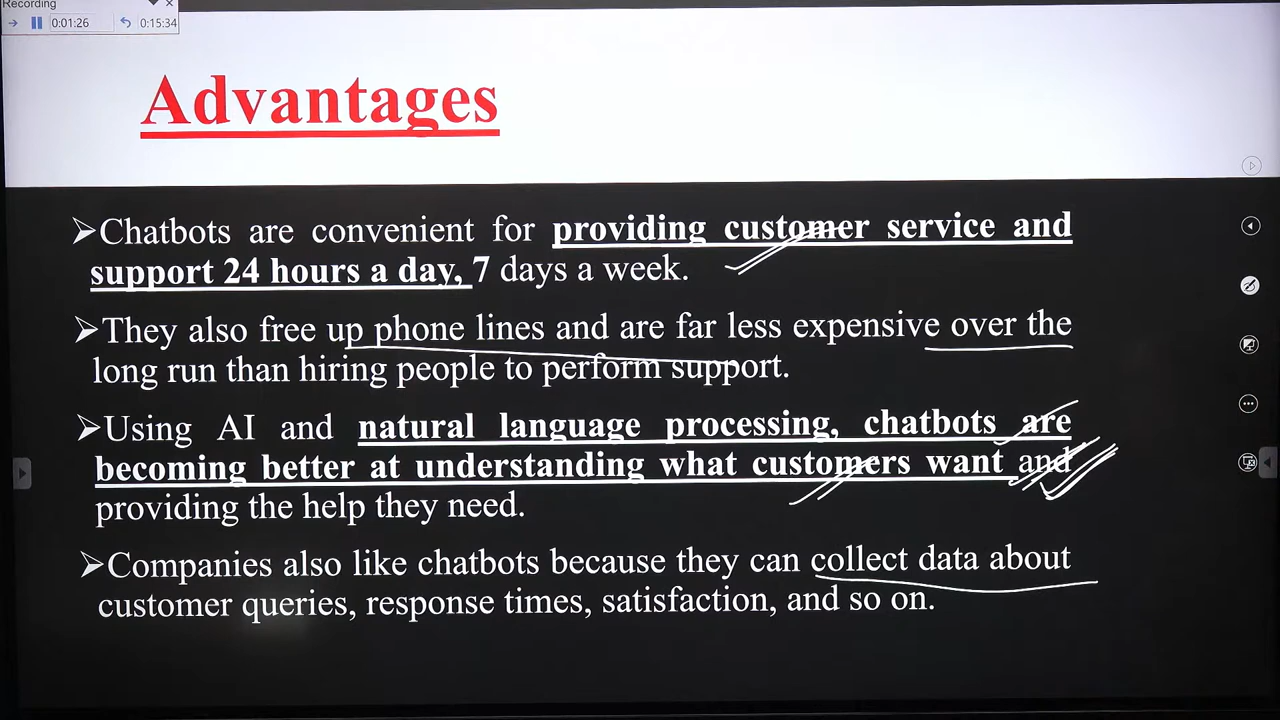 Recording
0:01:26
0:15:34
Advantages
➢Chatbots are convenient for providing customer service and
support 24 hours a day, 7 days a week.
➢They also free up phone lines and are far less expensive over the
long run than hiring people to perform support.
➢Using AI and natural language processing, chatbots are
becoming better at understanding what customers want and
providing the help they need.
➢Companies also like chatbots because they can collect data about
customer queries, response times, satisfaction, and so on.